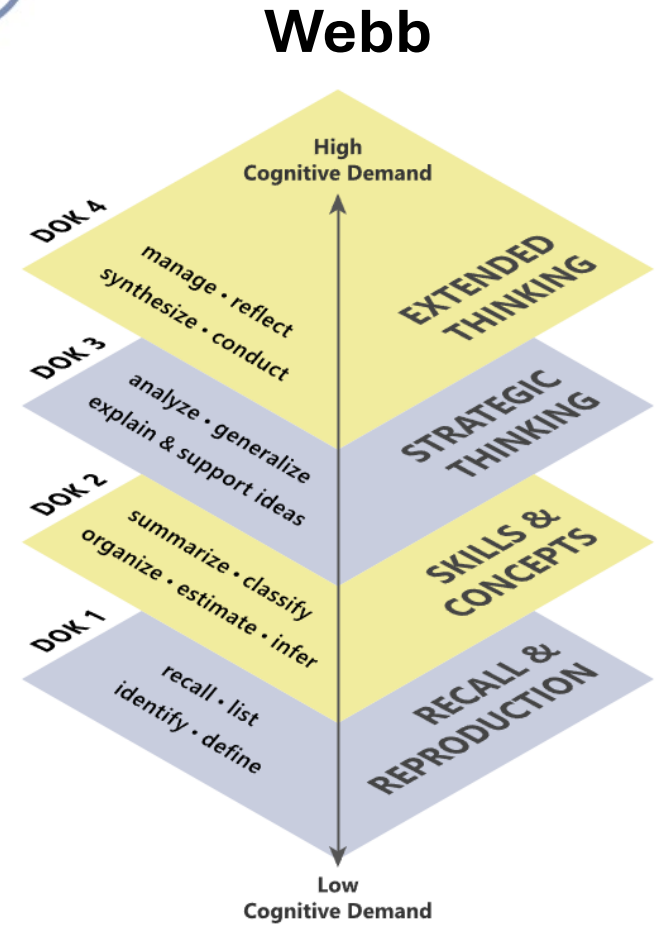 Webb
High
Cognitive Demand
DOK 4
manage • reflect
synthesize • conduct
EXTENDED
THINKING
DOK 3
analyze • generalize
explain & support ideas
STRATEGIC
THINKING
DOK 2
summarize • classify
organize • estimate • infer
SKILLS &
CONCEPTS
DOK 1
recall • list
identify • define
RECALL &
REPRODUCTION
Low
Cognitive Demand